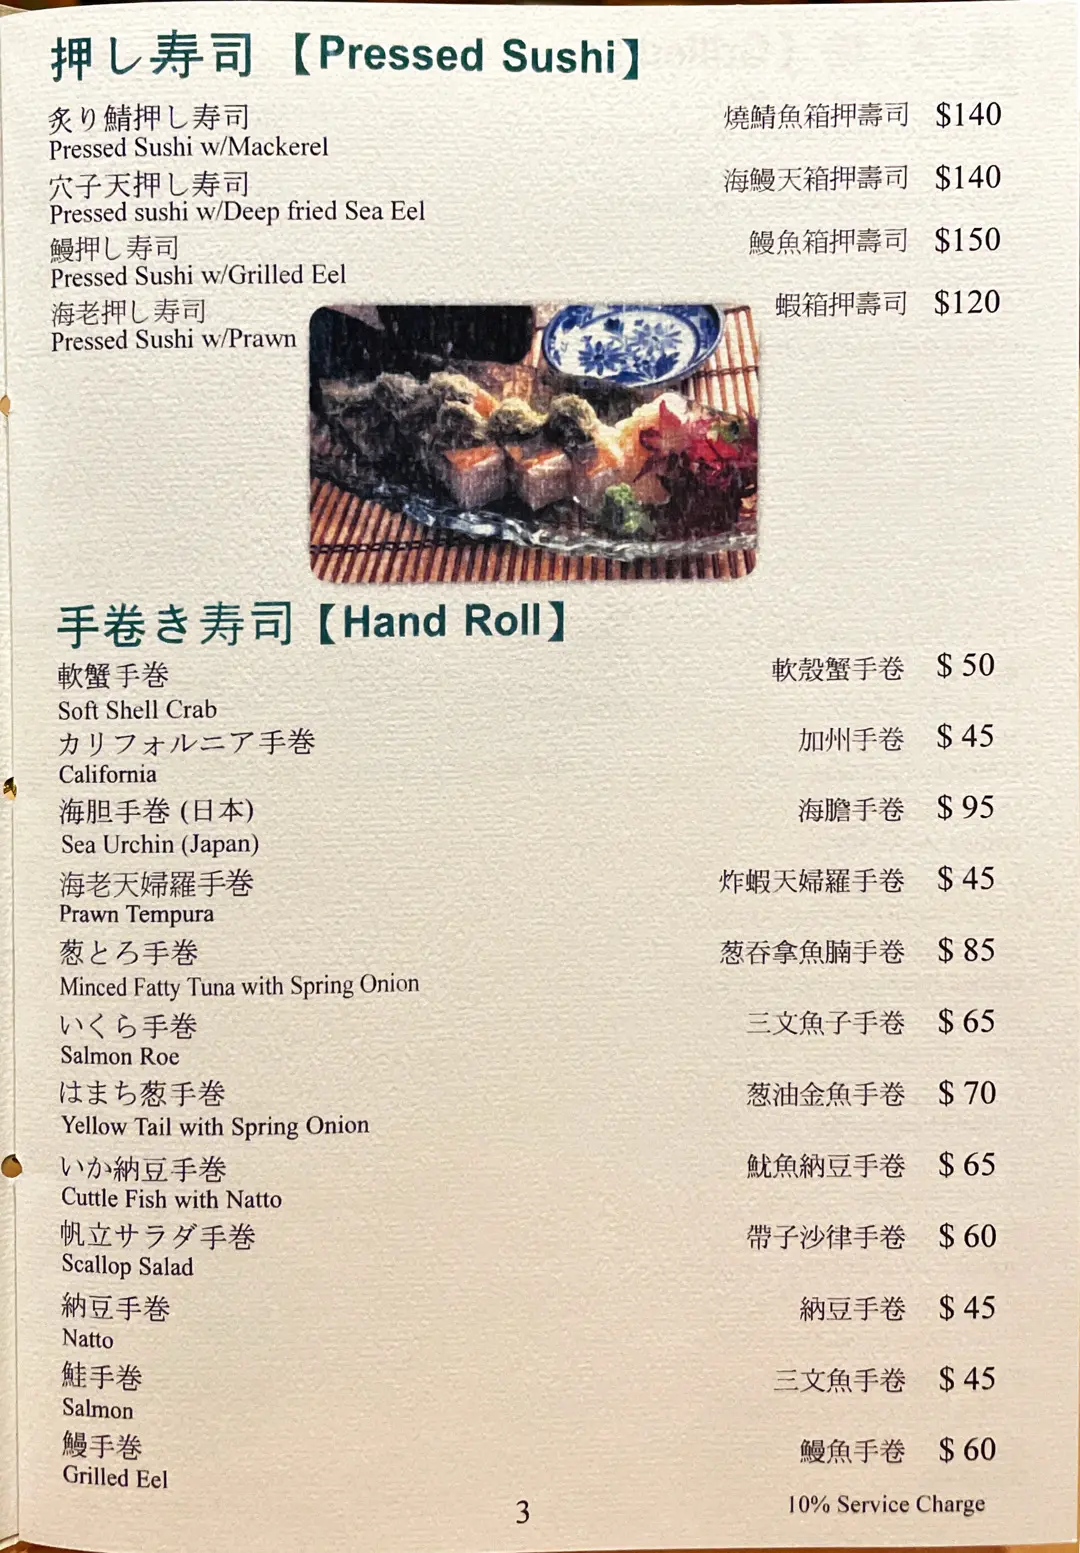 押し寿司【Pressed Sushi】
炙り鯖押し寿司 燒鯖魚箱押壽司 $140
Pressed Sushi w/Mackerel
穴子天押し寿司 海鰻天箱押壽司 $140
Pressed sushi w/Deep fried Sea Eel
鰻押し寿司 鰻魚箱押壽司 $150
Pressed Sushi w/Grilled Eel
海老押し寿司 蝦箱押壽司 $120
Pressed Sushi w/Prawn
手巻き寿司【Hand Roll】
軟蟹手巻 軟殼蟹手卷 $ 50
Soft Shell Crab
カリフォルニア手巻 加州手卷 $ 45
California
海胆手巻 (日本) 海膽手卷 $ 95
Sea Urchin (Japan)
海老天婦羅手巻 炸蝦天婦羅手卷 $ 45
Prawn Tempura
葱とろ手巻 葱吞拿魚腩手卷 $ 85
Minced Fatty Tuna with Spring Onion
いくら手巻 三文魚子手卷 $ 65
Salmon Roe
はまち葱手巻 葱油金魚手卷 $ 70
Yellow Tail with Spring Onion
いか納豆手巻 魷魚納豆手卷 $ 65
Cuttle Fish with Natto
帆立サラダ手巻 帶子沙律手卷 $ 60
Scallop Salad
納豆手巻 納豆手卷 $ 45
Natto
鮭手巻 三文魚手卷 $ 45
Salmon
鰻手巻 鰻魚手卷 $ 60
Grilled Eel
3
10% Service Charge